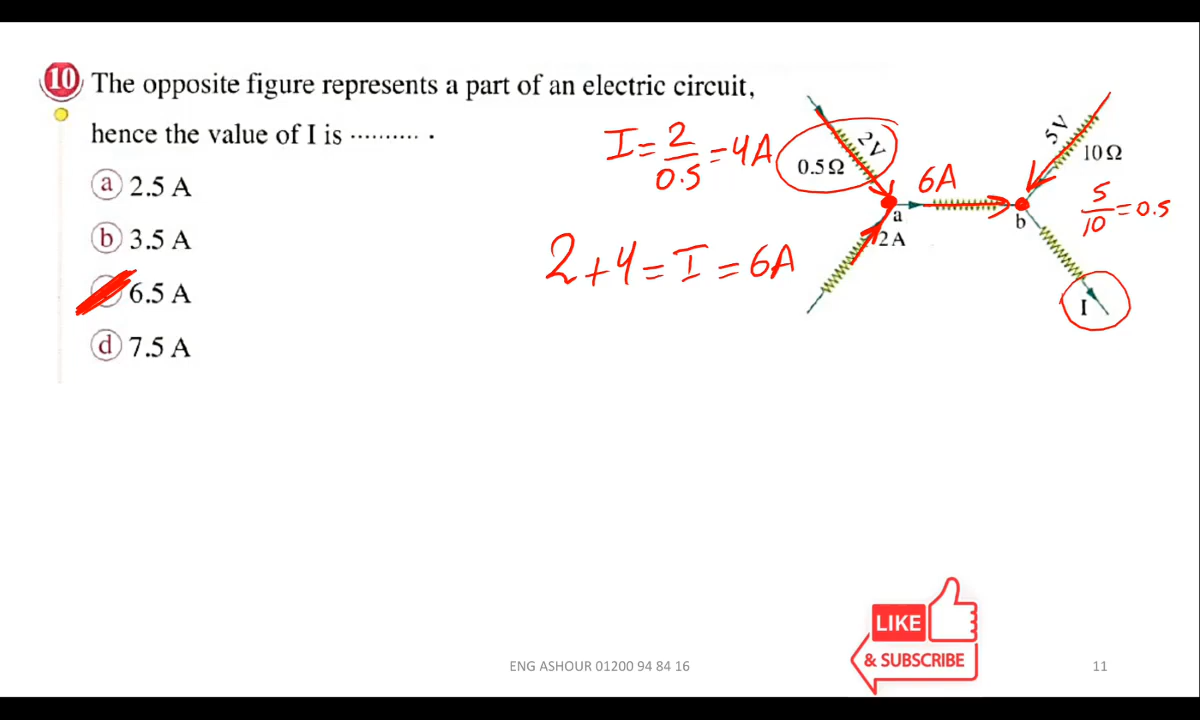 10 The opposite figure represents a part of an electric circuit,
hence the value of I is .......... .
a 2.5 A
b 3.5 A
6.5 A
d 7.5 A
I = 2/0.5 = 4A
2 + 4 = I = 6A
2 V
0.5 Ω
6A
a
2 A
5 V
10 Ω
5/10 = 0.5
b
I
LIKE
& SUBSCRIBE
ENG ASHOUR 01200 94 84 16
11